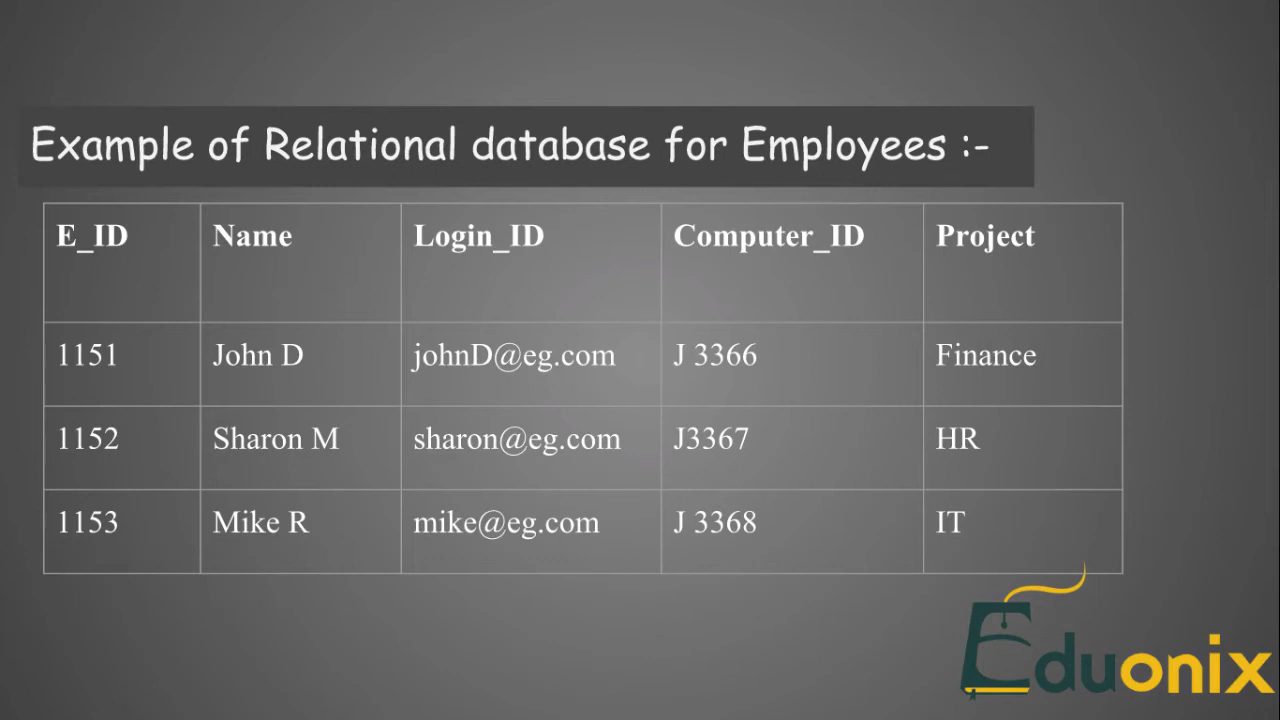 Example of Relational database for Employees :-
E_ID Name Login_ID Computer_ID Project
1151 John D johnD@eg.com J 3366 Finance
1152 Sharon M sharon@eg.com J3367 HR
1153 Mike R mike@eg.com J 3368 IT
Eduonix